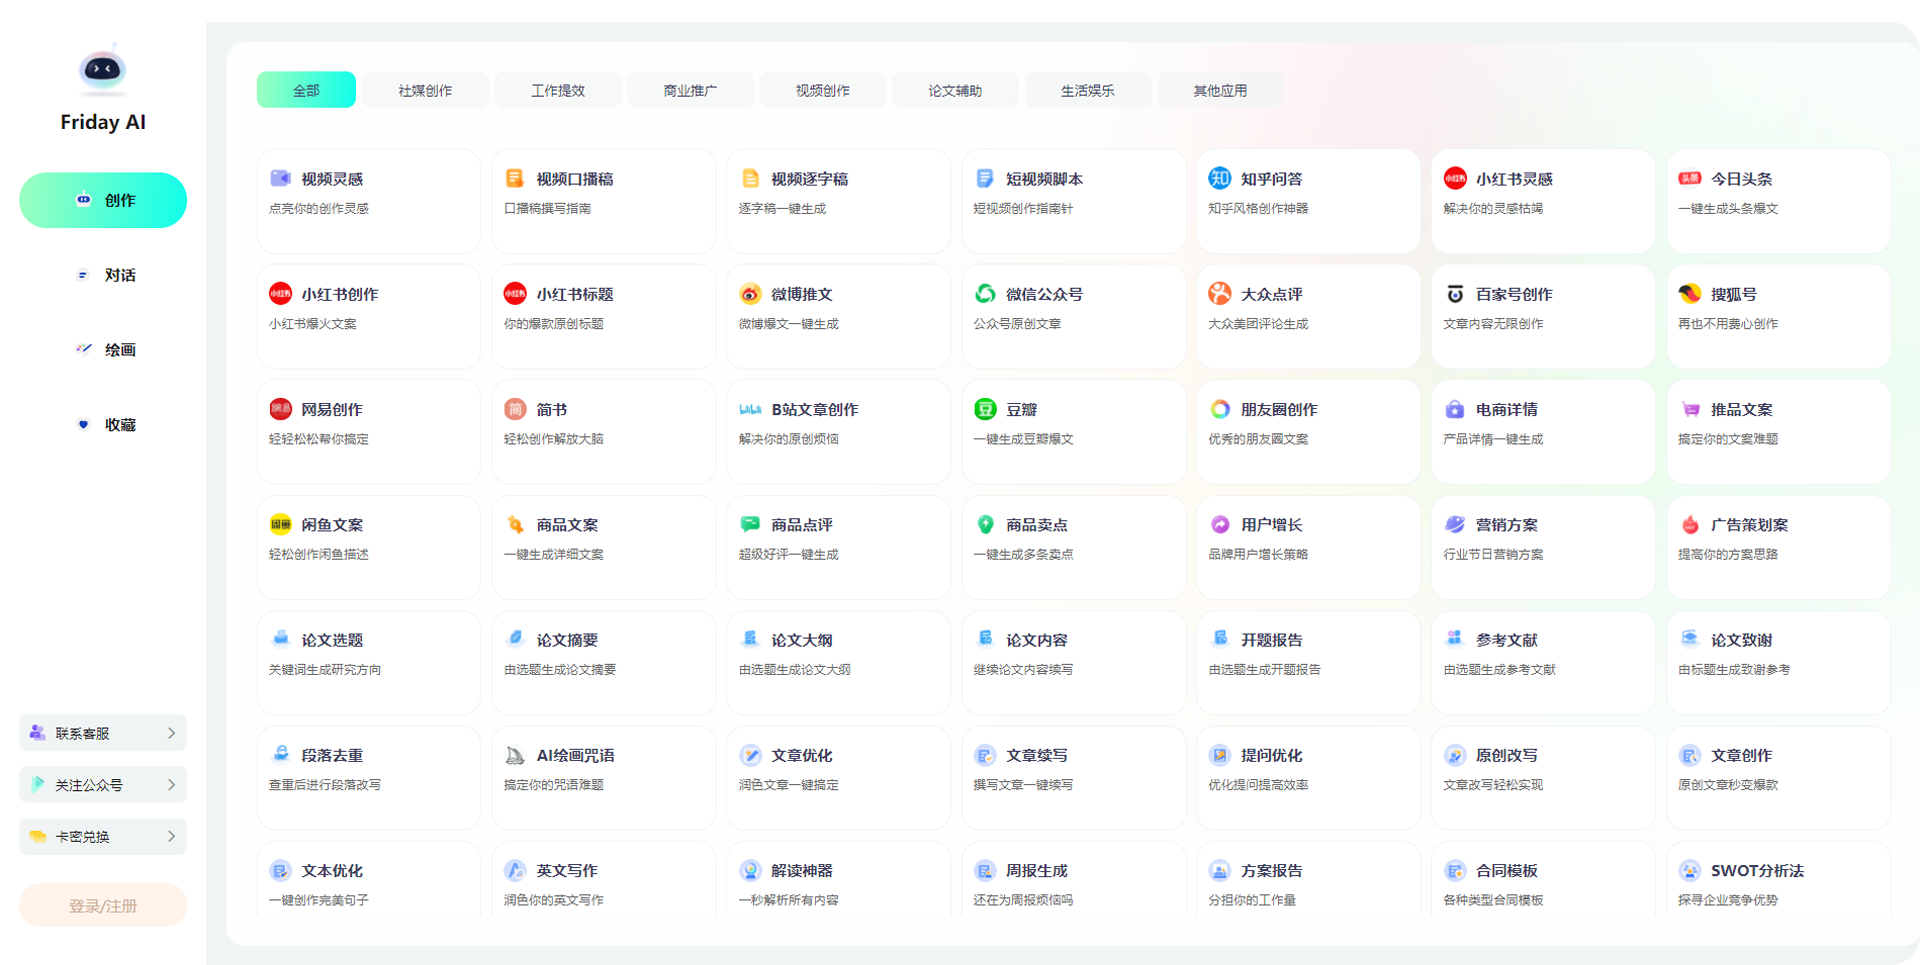 Friday AI
创作
对话
绘画
收藏
联系客服
关注公众号
卡密兑换
登录/注册
全部 社媒创作 工作提效 商业推广 视频创作 论文辅助 生活娱乐 其他应用
视频灵感 视频口播稿 视频逐字稿 短视频脚本 知乎问答 小红书灵感 今日头条
点亮你的创作灵感 口播稿撰写指南 逐字稿一键生成 短视频创作指南针 知乎风格创作神器 解决你的灵感枯竭 一键生成头条爆文
小红书创作 小红书标题 微博推文 微信公众号 大众点评 百家号创作 搜狐号
小红书爆火文案 你的爆款原创标题 微博爆文一键生成 公众号原创文章 大众美团评论生成 文章内容无限创作 再也不用费心创作
网易创作 简书 B站文章创作 豆瓣 朋友圈创作 电商详情 推品文案
轻轻松松帮你搞定 轻松创作解放大脑 解决你的原创烦恼 一键生成豆瓣爆文 优秀的朋友圈文案 产品详情一键生成 搞定你的文案难题
闲鱼文案 商品文案 商品点评 商品卖点 用户增长 营销方案 广告策划案
轻松创作闲鱼描述 一键生成详细文案 超级好评一键生成 一键生成多条卖点 品牌用户增长策略 行业节日营销方案 提高你的方案思路
论文选题 论文摘要 论文大纲 论文内容 开题报告 参考文献 论文致谢
关键词生成研究方向 由选题生成论文摘要 由选题生成论文大纲 继续论文内容续写 由选题生成开题报告 由选题生成参考文献 由标题生成致谢参考
段落去重 AI绘画咒语 文章优化 文章续写 提问优化 原创改写 文章创作
查重后进行段落改写 搞定你的咒语难题 润色文章一键搞定 撰写文章一键续写 优化提问提高效率 文章改写轻松实现 原创文章秒变爆款
文本优化 英文写作 解读神器 周报生成 方案报告 合同模板 SWOT分析法
一键创作完美句子 润色你的英文写作 一秒解析所有内容 还在为周报烦恼吗 分担你的工作量 各种类型合同模板 探寻企业竞争优势